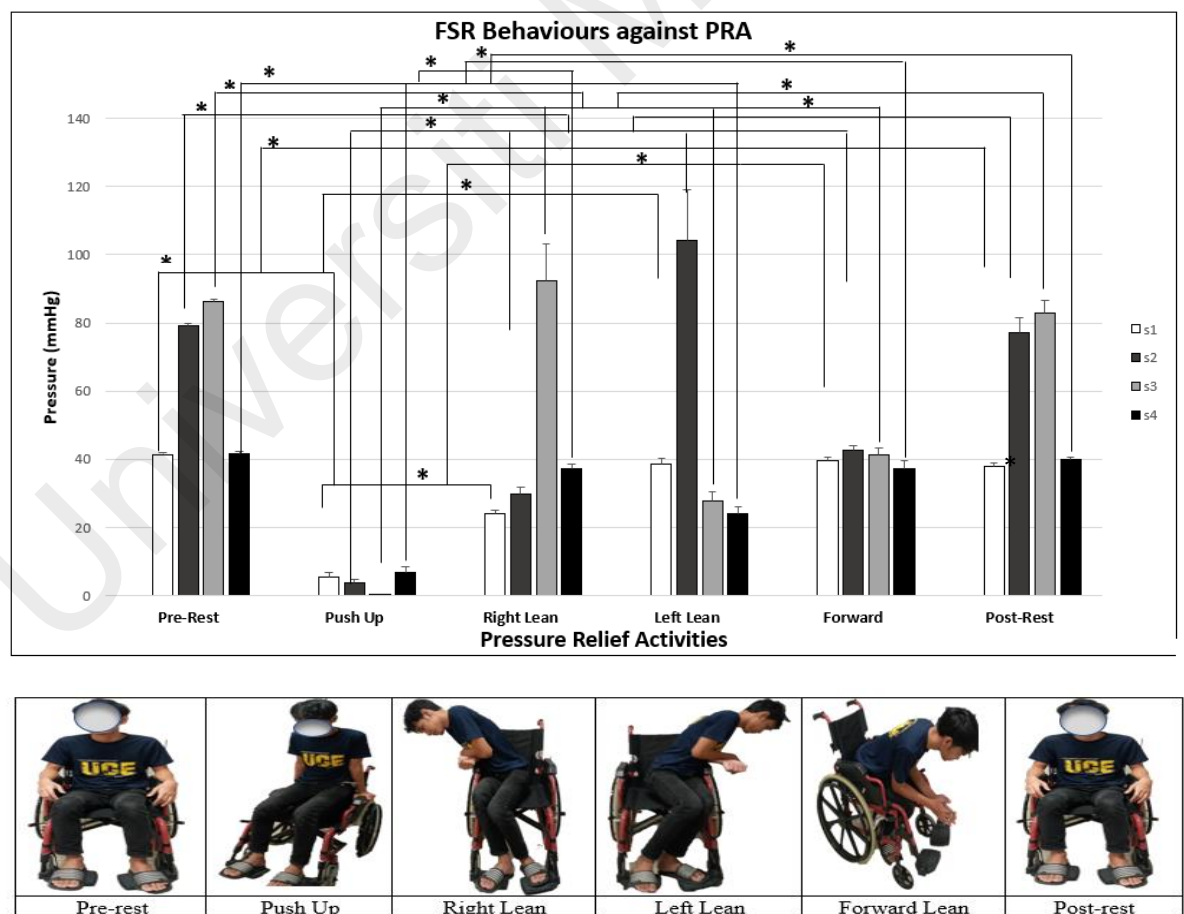 FSR Behaviours against PRA
Pressure (mmHg)
140
120
100
80
60
40
20
0
* * * * * * * * * * * * * * * * *
s1
s2
s3
s4
Pre-Rest Push Up Right Lean Left Lean Forward Post-Rest
Pressure Relief Activities
UCE UCE UCE
Pre-rest Push Up Right Lean Left Lean Forward Lean Post-rest
Universiti M